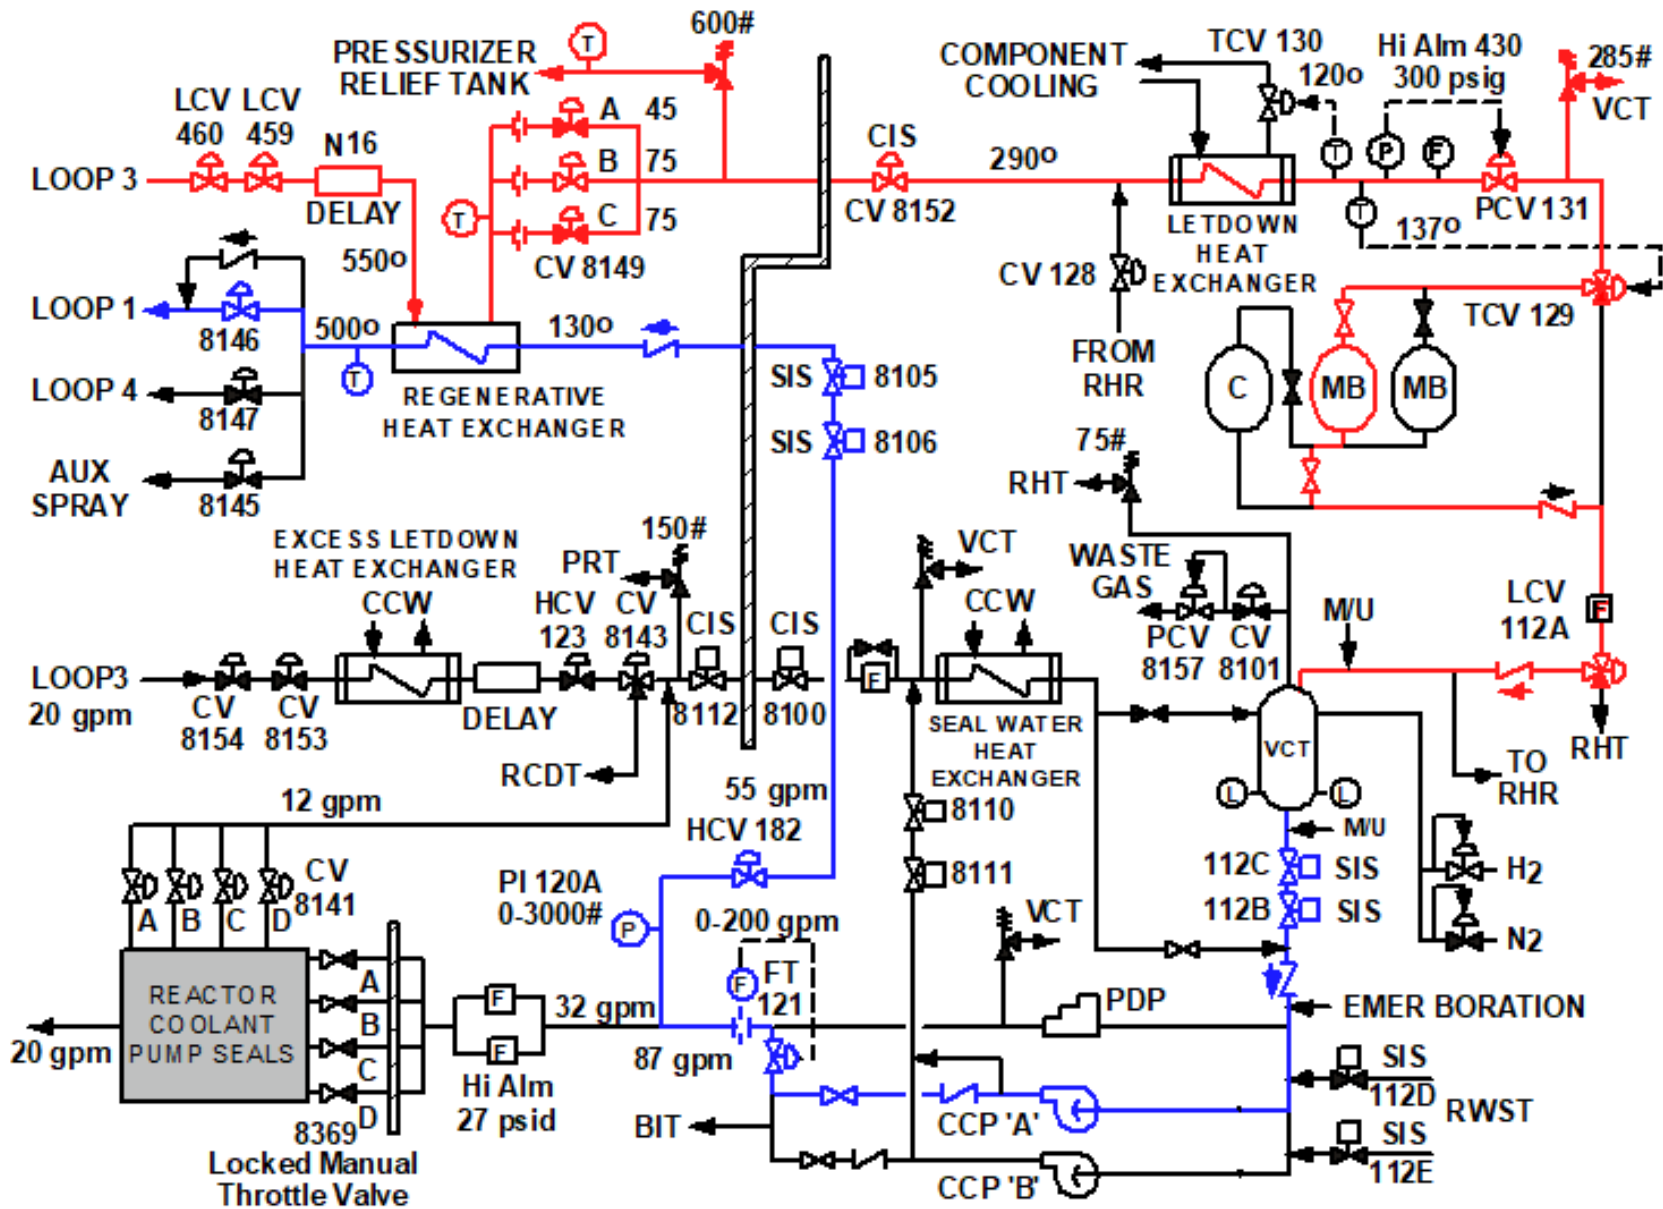 600#
PRESSURIZER
RELIEF TANK
T
COMPONENT
COOLING
TCV 130
120o
Hi Alm 430
300 psig
285#
VCT
LCV
460
LCV
459
N16
DELAY
LOOP 3
A 45
B 75
C 75
T
CV 8149
CIS
CV 8152
290o
T
P
F
T
PCV 131
137o
LETDOWN
HEAT
EXCHANGER
CV 128
FROM
RHR
TCV 129
550o
LOOP 1
8146
500o
130o
T
REGENERATIVE
HEAT EXCHANGER
LOOP 4
8147
AUX
SPRAY
8145
SIS 8105
SIS 8106
C
MB
MB
75#
RHT
EXCESS LETDOWN
HEAT EXCHANGER
CCW
150#
PRT
HCV
123
CV
8143
CIS
CIS
8112
8100
VCT
CCW
F
SEAL WATER
HEAT
EXCHANGER
WASTE
GAS
PCV
8157
CV
8101
M/U
LCV
112A
F
RHT
TO
RHR
LOOP3
20 gpm
CV
8154
CV
8153
DELAY
RCDT
VCT
L
L
M/U
12 gpm
55 gpm
HCV 182
8110
8111
112C SIS
112B SIS
H2
N2
CV
8141
A B C D
PI 120A
0-3000#
P
0-200 gpm
F
FT
121
VCT
PDP
EMER BORATION
REACTOR
COOLANT
PUMP SEALS
A
B
C
D
20 gpm
F
F
32 gpm
87 gpm
Hi Alm
27 psid
8369
Locked Manual
Throttle Valve
BIT
CCP 'A'
CCP 'B'
SIS
112D
RWST
SIS
112E